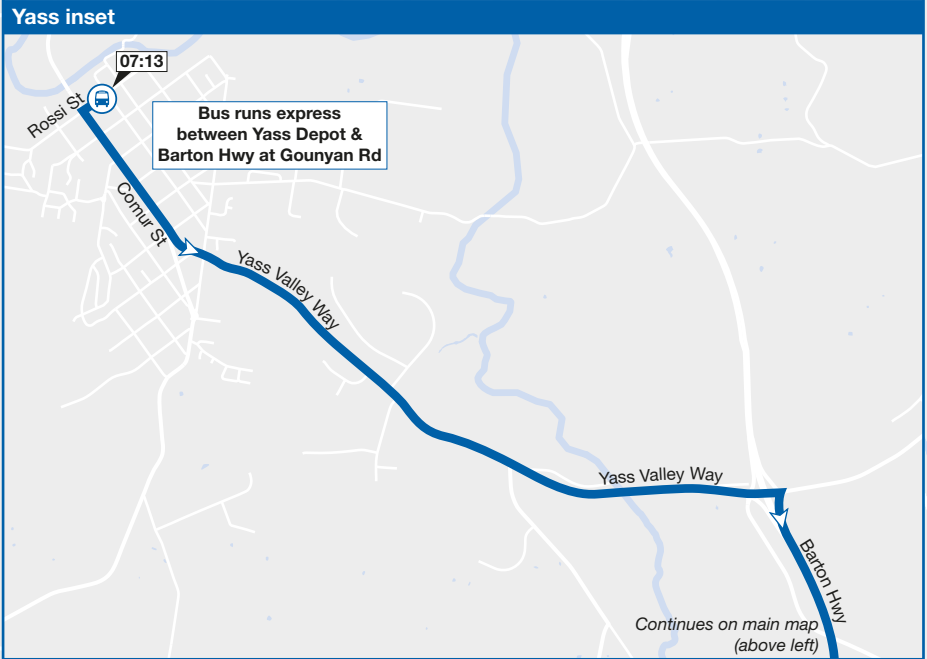 Yass inset
07:13
Rossi St
Bus runs express
between Yass Depot &
Barton Hwy at Gounyan Rd
Comur St
Yass Valley Way
Yass Valley Way
Barton Hwy
Continues on main map
(above left)